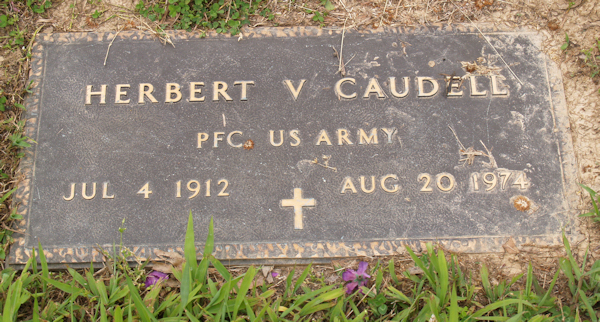 HERBERT V CAUDELL
PFC US ARMY
JUL 4 1912 AUG 20 1974